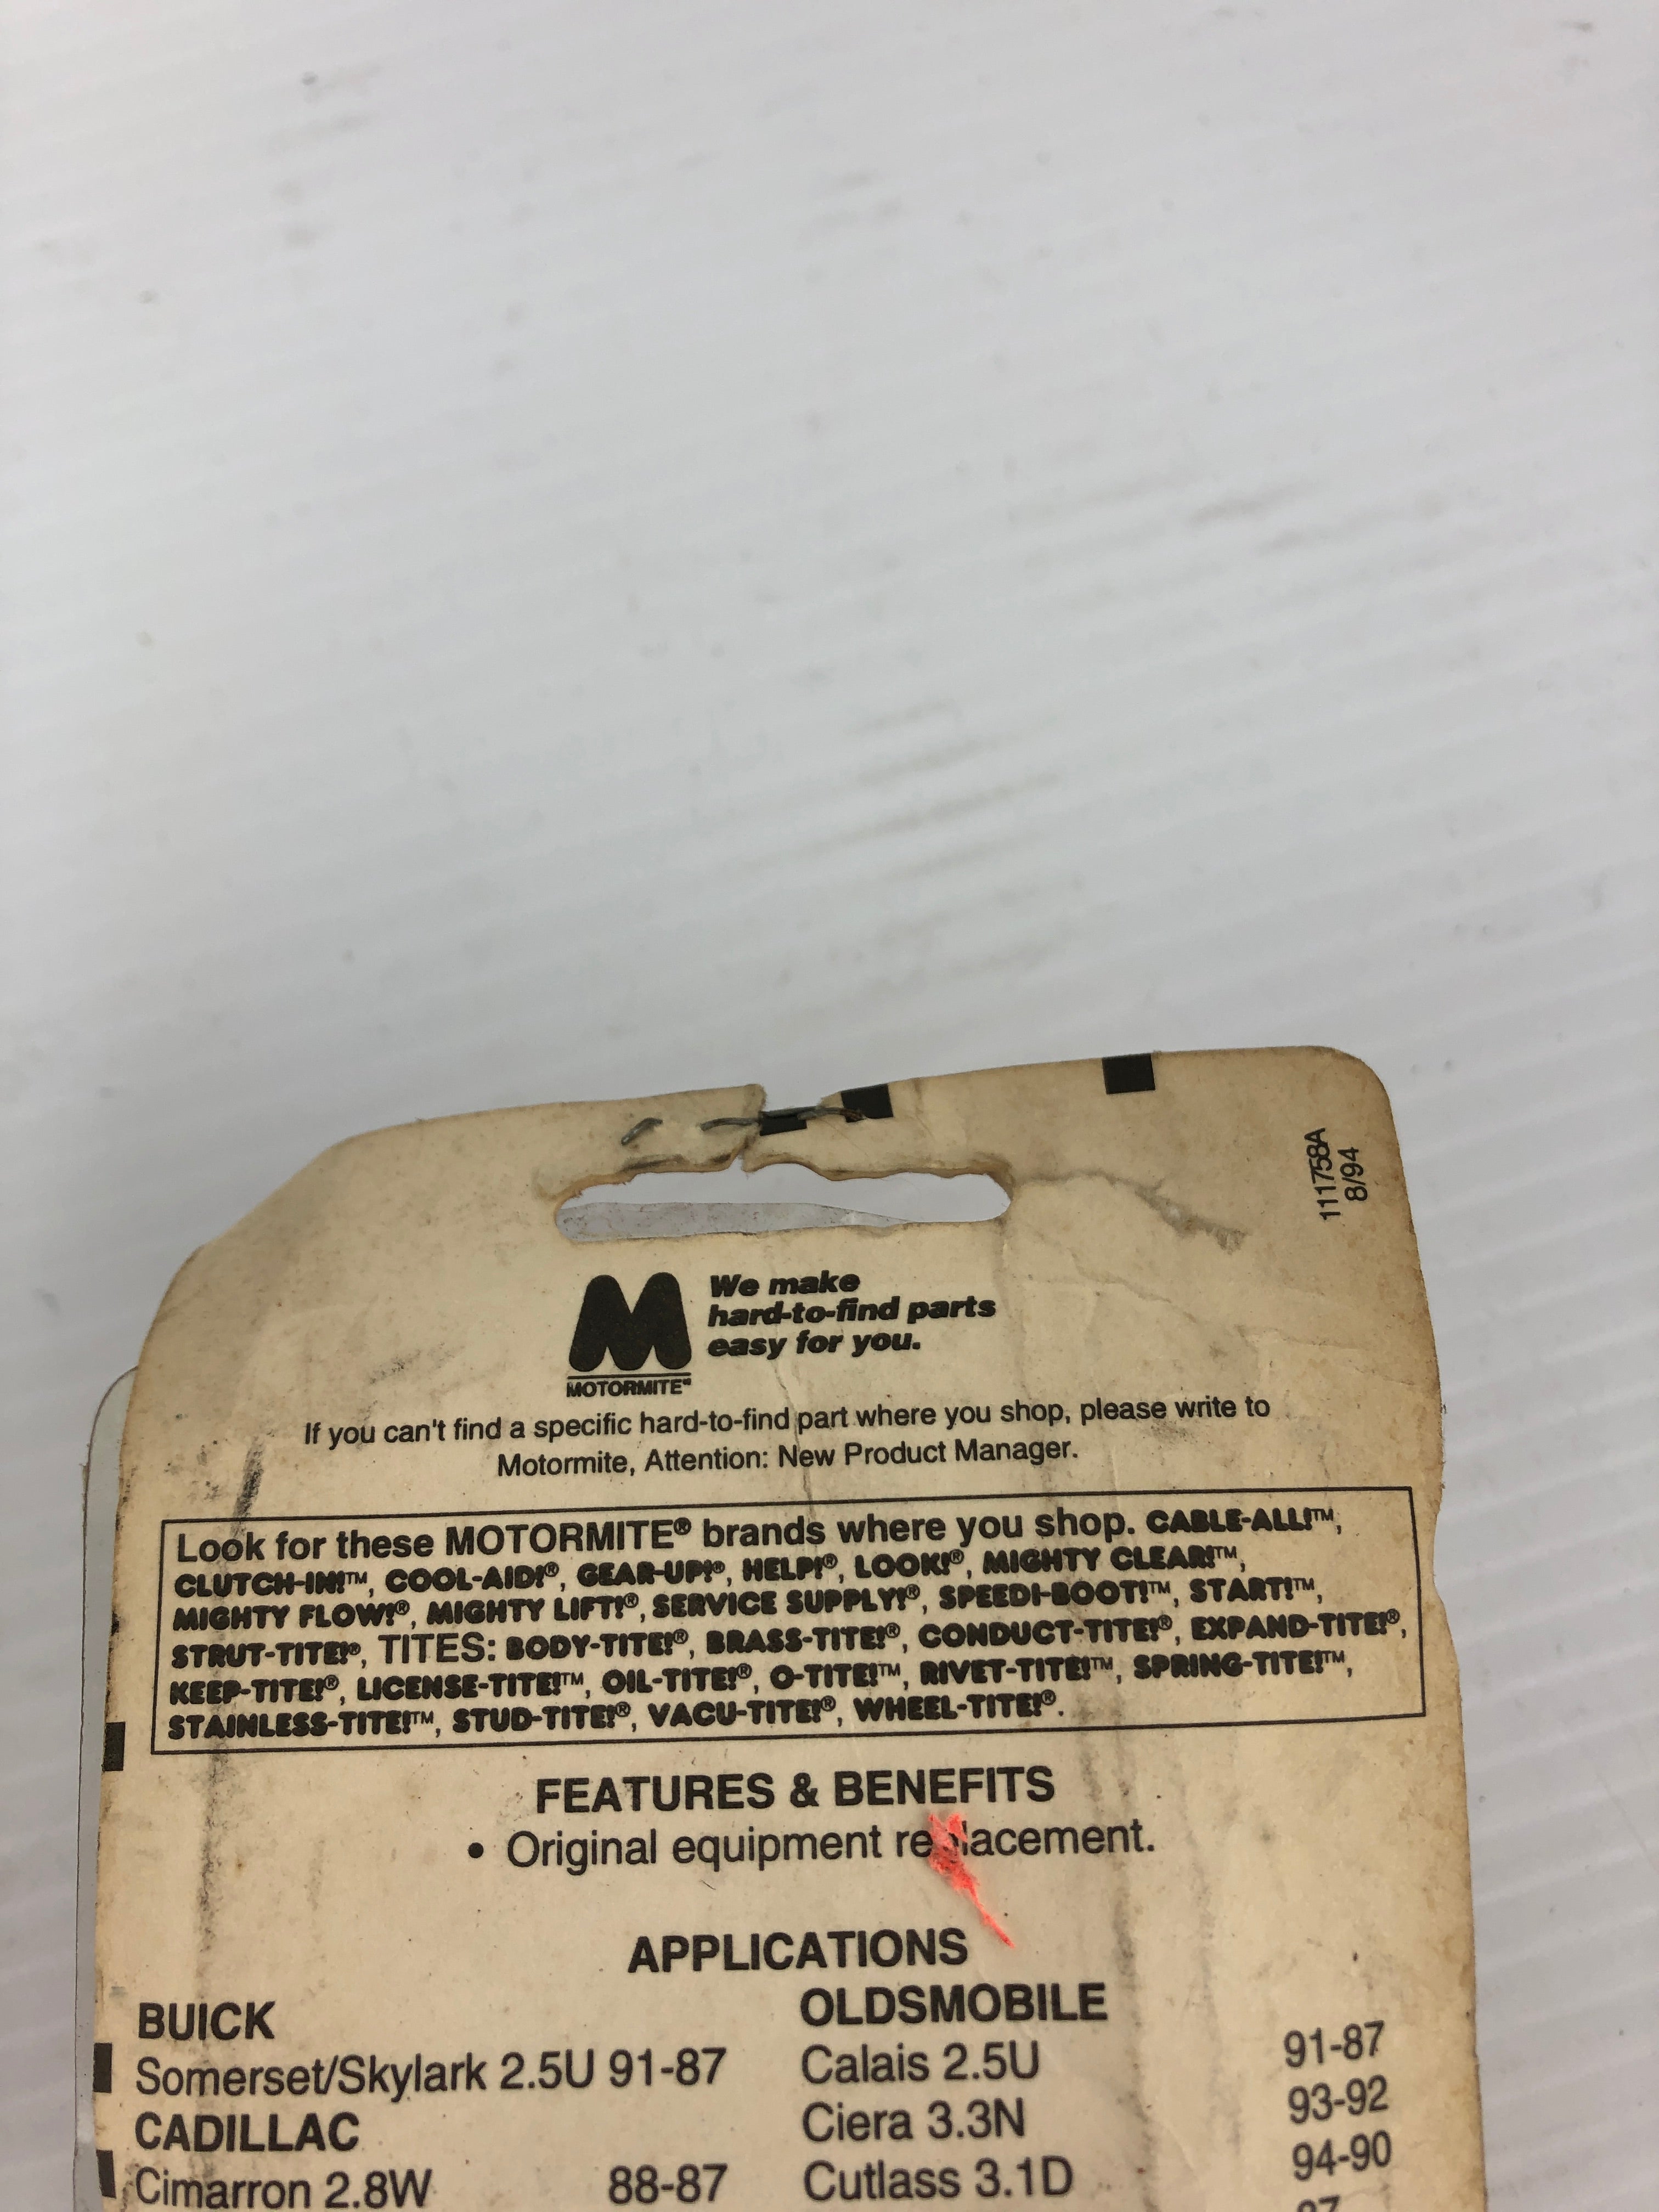 111758A
8/94
We make
hard-to-find parts
easy for you.
MOTORMITE
If you can't find a specific hard-to-find part where you shop, please write to
Motormite, Attention: New Product Manager.
Look for these MOTORMITE® brands where you shop. CABLE-ALL!™,
CLUTCH-IN!™, COOL-AID!®, GEAR-UP!®, HELP!®, LOOK!®, MIGHTY CLEAR!™,
MIGHTY FLOW!®, MIGHTY LIFT!®, SERVICE SUPPLY!®, SPEEDI-BOOT!™, START!™,
STRUT-TITE!®, TITES: BODY-TITE!®, BRASS-TITE!®, CONDUCT-TITE!®, EXPAND-TITE!®,
KEEP-TITE!®, LICENSE-TITE!™, OIL-TITE!®, O-TITE!™, RIVET-TITE!™, SPRING-TITE!™,
STAINLESS-TITE!™, STUD-TITE!®, VACU-TITE!®, WHEEL-TITE!®.
FEATURES & BENEFITS
• Original equipment replacement.
APPLICATIONS
BUICK
Somerset/Skylark 2.5U 91-87
CADILLAC
Cimarron 2.8W 88-87
OLDSMOBILE
Calais 2.5U 91-87
Ciera 3.3N 93-92
Cutlass 3.1D 94-90